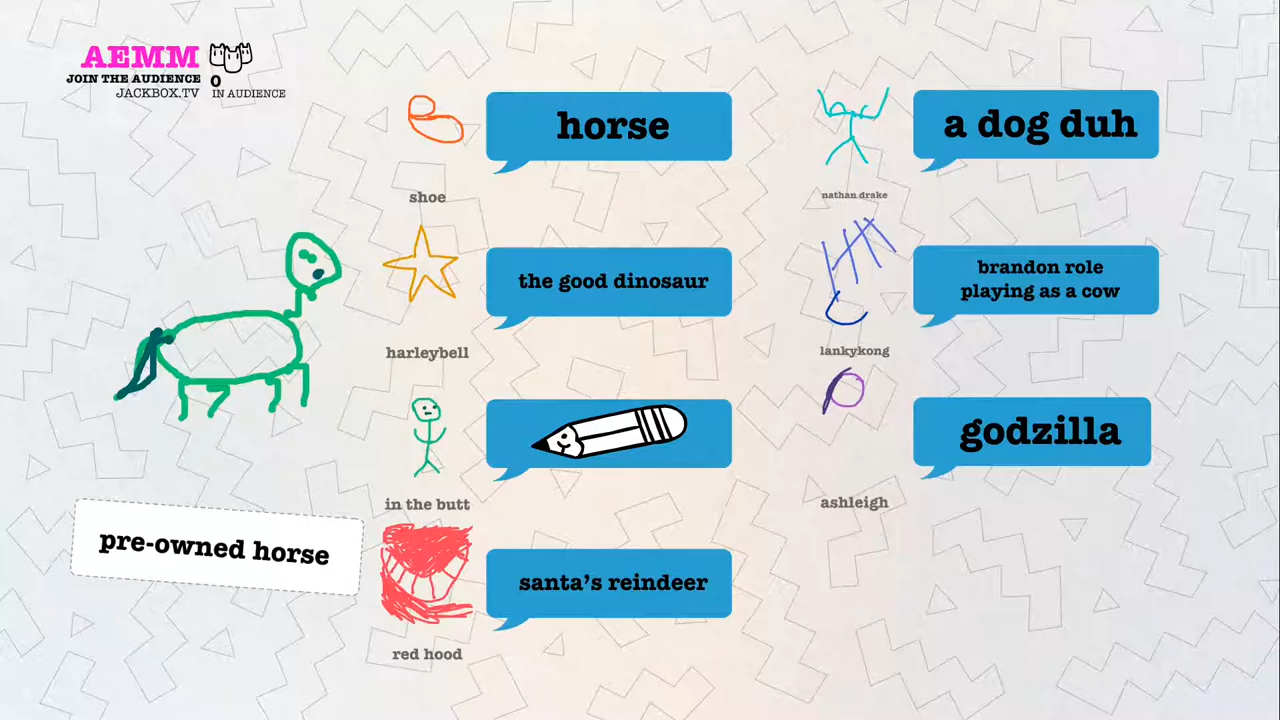 AEMM
JOIN THE AUDIENCE
JACKBOX.TV
0
IN AUDIENCE
pre-owned horse
horse
shoe
the good dinosaur
harleybell
in the butt
santa's reindeer
red hood
a dog duh
nathan drake
brandon role
playing as a cow
lankykong
godzilla
ashleigh